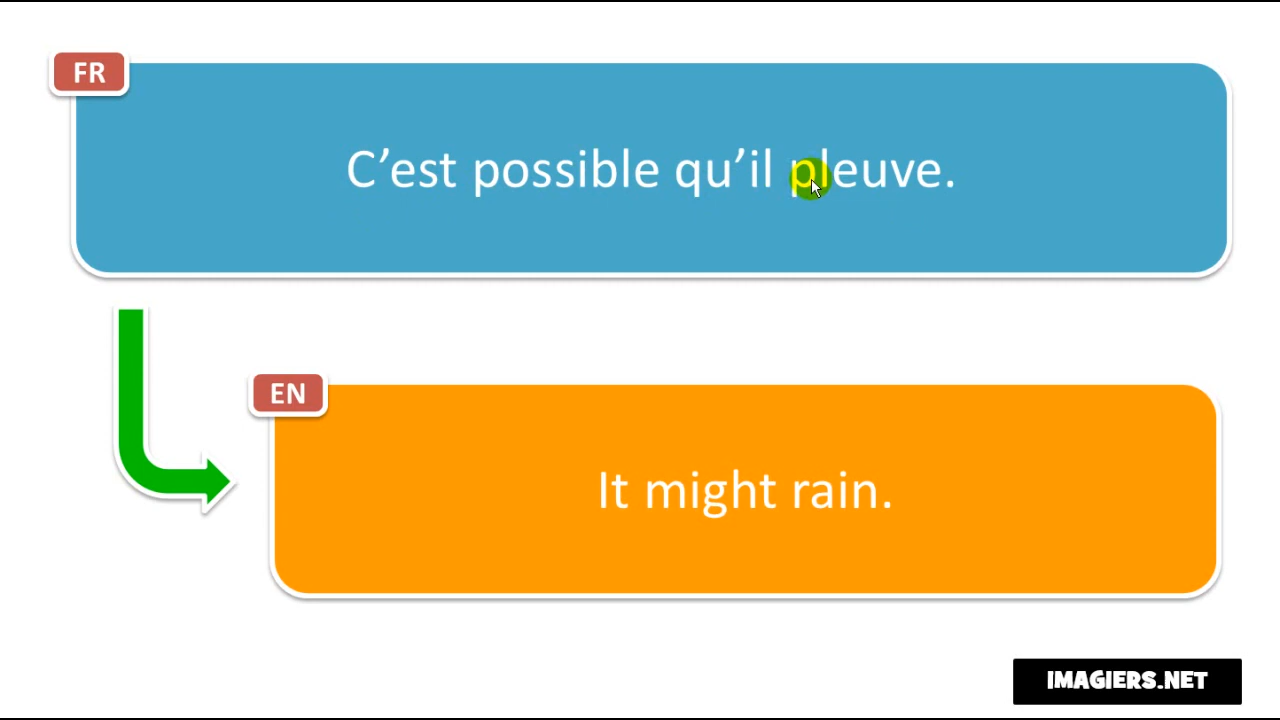 FR
C’est possible qu’il pleuve.
EN
It might rain.
IMAGIERS.NET